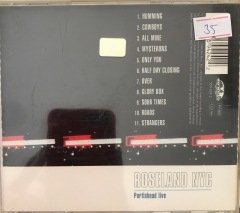 1 HUMMING
2 COWBOYS
3 ALL MINE
4 MYSTERONS
5 ONLY YOU
6 HALF DAY CLOSING
7 OVER
8 GLORY BOX
9 SOUR TIMES
10 ROADS
11 STRANGERS
35
ROSELAND NYC
Portishead live